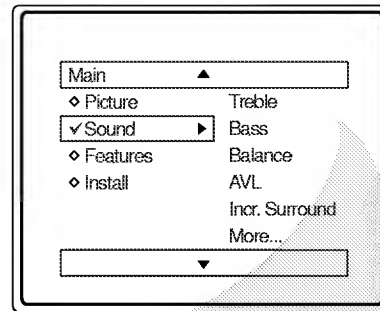 Main ▲
◇ Picture Treble
✓ Sound ▶ Bass
◇ Features Balance
◇ Install AVL
Incr. Surround
More...
▼